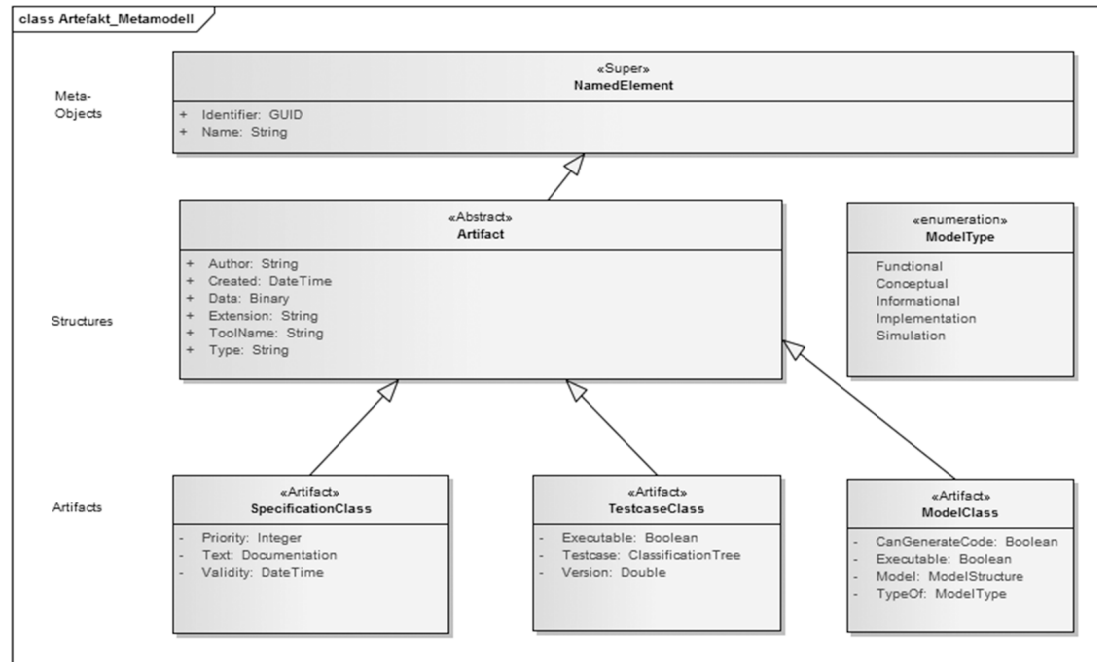 class Artefakt_Metamodell
Meta-
Objects
«Super»
NamedElement
+ Identifier: GUID
+ Name: String
Structures
«Abstract»
Artifact
+ Author: String
+ Created: DateTime
+ Data: Binary
+ Extension: String
+ ToolName: String
+ Type: String
«enumeration»
ModelType
Functional
Conceptual
Informational
Implementation
Simulation
Artifacts
«Artifact»
SpecificationClass
- Priority: Integer
- Text: Documentation
- Validity: DateTime
«Artifact»
TestcaseClass
- Executable: Boolean
- Testcase: ClassificationTree
- Version: Double
«Artifact»
ModelClass
- CanGenerateCode: Boolean
- Executable: Boolean
- Model: ModelStructure
- TypeOf: ModelType